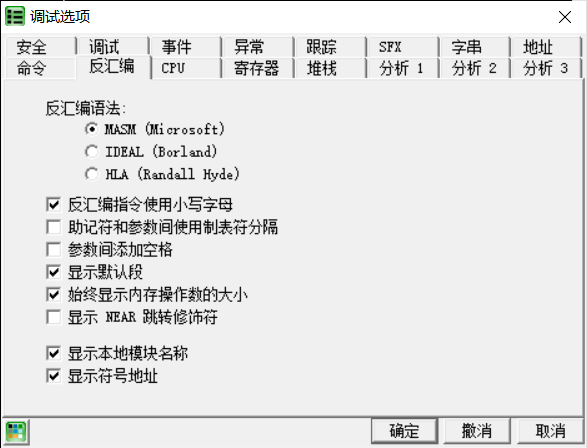 调试选项
安全 调试 事件 异常 跟踪 SFX 字串 地址
命令 反汇编 CPU 寄存器 堆栈 分析 1 分析 2 分析 3
反汇编语法:
MASM (Microsoft)
IDEAL (Borland)
HLA (Randall Hyde)
反汇编指令使用小写字母
助记符和参数间使用制表符分隔
参数间添加空格
显示默认段
始终显示内存操作数的大小
显示 NEAR 跳转修饰符
显示本地模块名称
显示符号地址
确定 撤消 取消